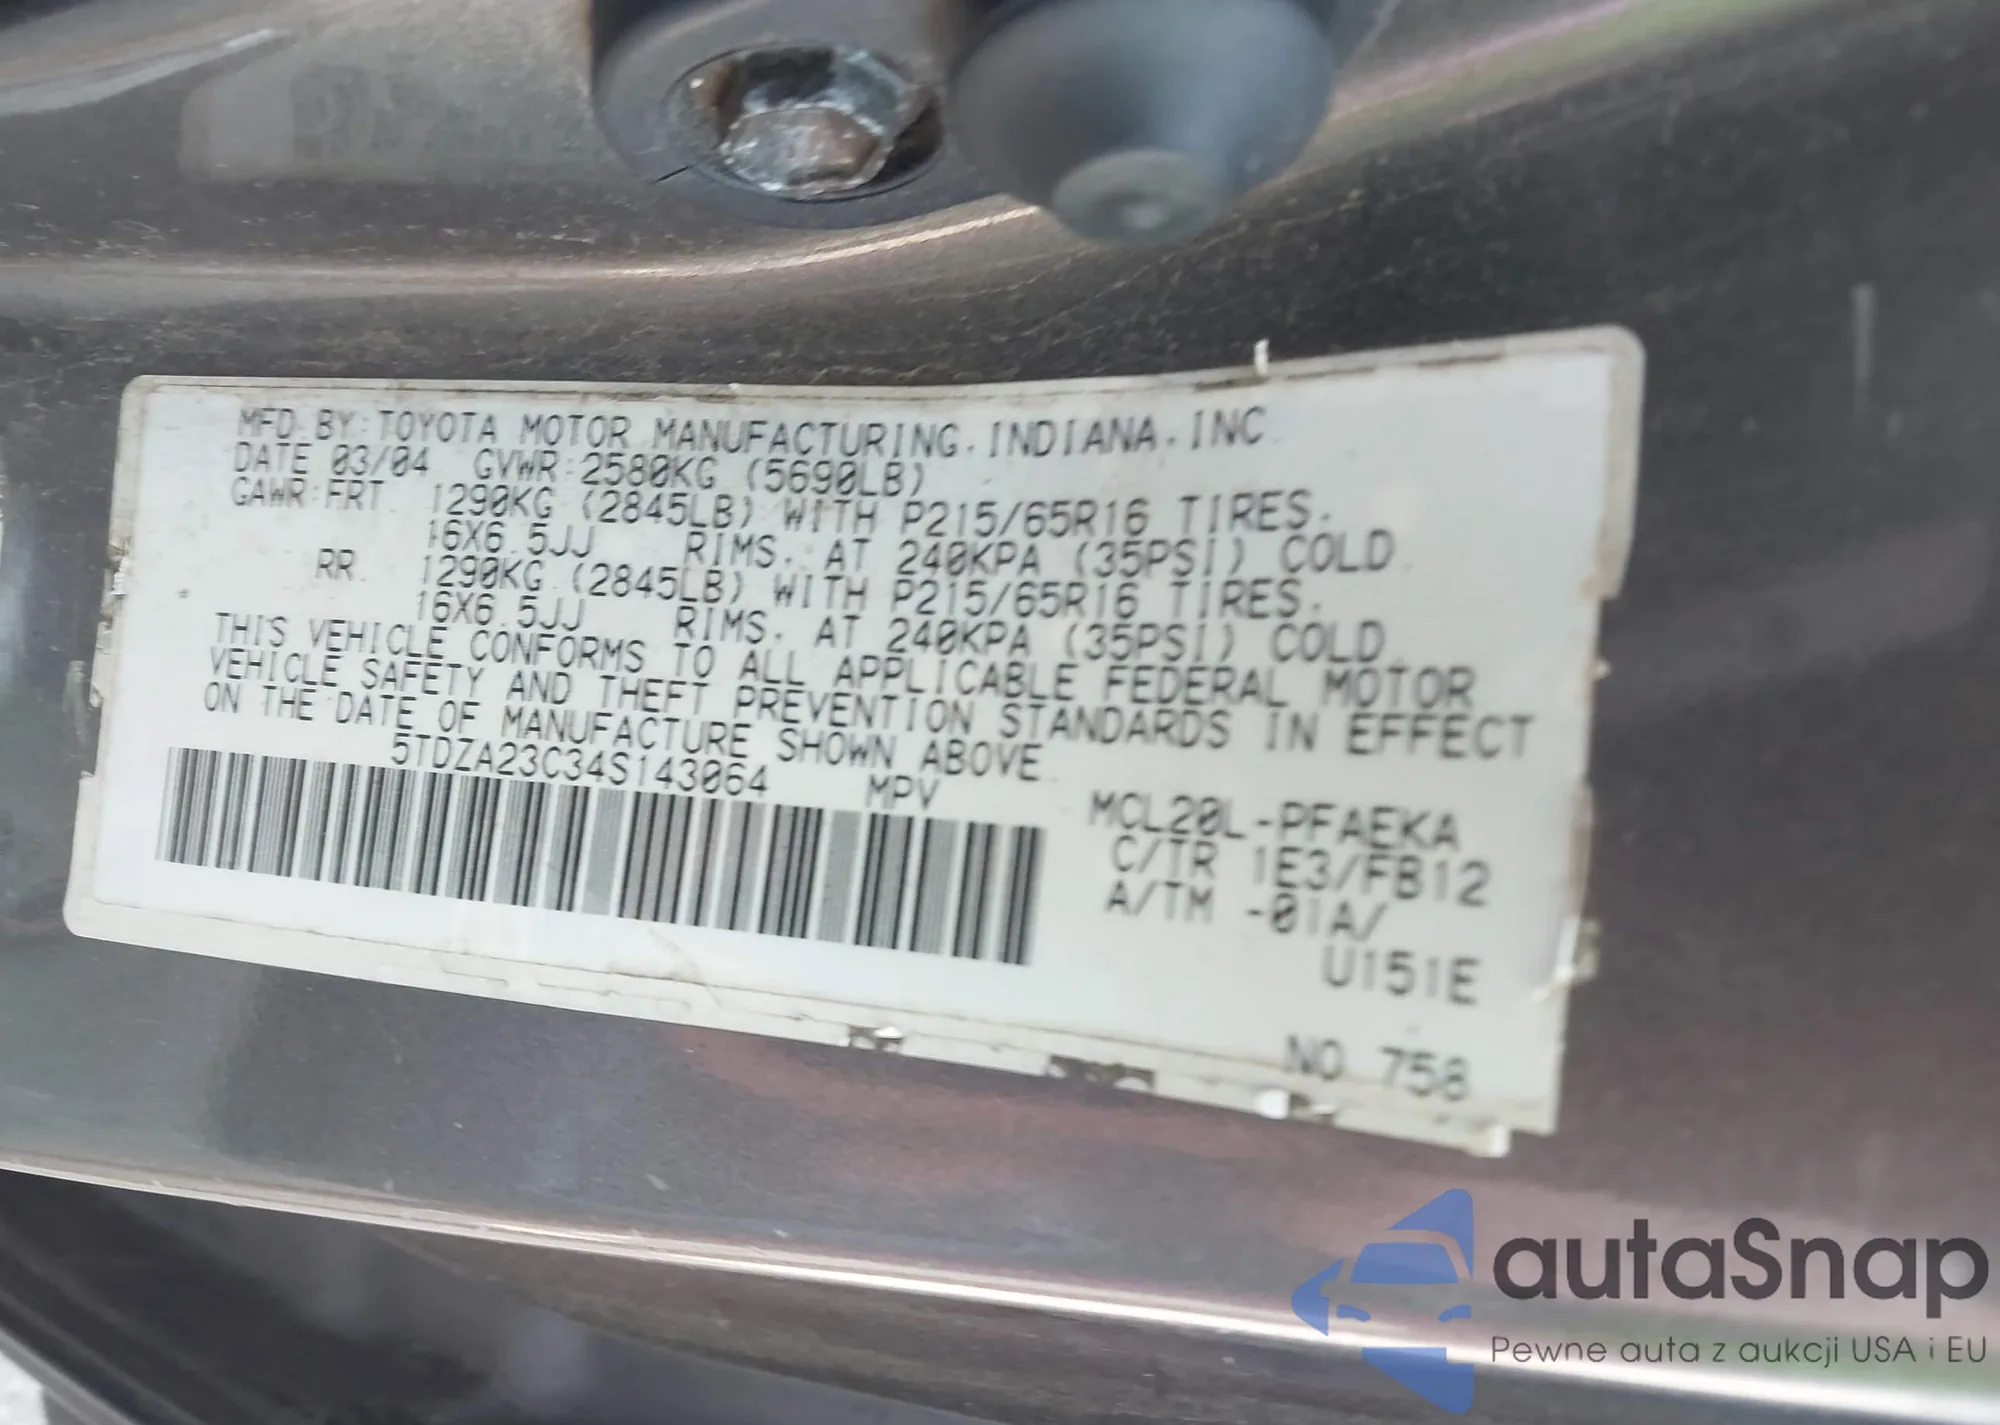 MFD. BY: TOYOTA MOTOR MANUFACTURING. INDIANA. INC.
DATE 03/04 GVWR: 2580KG (5690LB)
GAWR: FRT. 1290KG (2845LB) WITH P215/65R16 TIRES.
16X6.5JJ RIMS. AT 240KPA (35PSI) COLD.
RR. 1290KG (2845LB) WITH P215/65R16 TIRES.
16X6.5JJ RIMS. AT 240KPA (35PSI) COLD.
THIS VEHICLE CONFORMS TO ALL APPLICABLE FEDERAL MOTOR
VEHICLE SAFETY AND THEFT PREVENTION STANDARDS IN EFFECT
ON THE DATE OF MANUFACTURE SHOWN ABOVE.
5TDZA23C34S143064 MPV
MCL20L-PFAEKA
C/TR 1E3/FB12
A/TM -01A/
U151E
NO. 758
autaSnap
Pewne auta z aukcji USA i EU